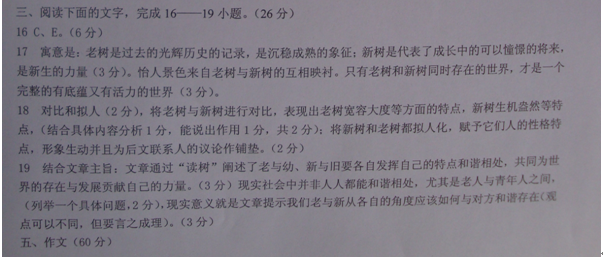 三、阅读下面的文字，完成 16——19 小题。（26 分）
16 C、E。（6 分）
17 寓意是：老树是过去的光辉历史的记录，是沉稳成熟的象征；新树是代表了成长中的可以憧憬的将来，
是新生的力量（3 分）。怡人景色来自老树与新树的互相映衬。只有老树和新树同时存在的世界，才是一个
完整的有底蕴又有活力的世界（3 分）。
18 对比和拟人（2 分），将老树与新树进行对比，表现出老树宽容大度等方面的特点，新树生机盎然等特
点，（结合具体内容分析 1 分，能说出作用 1 分，共 2 分）；将新树和老树都拟人化，赋予它们人的性格特
点，形象生动并且为后文联系人的议论作铺垫。（2 分）
19 结合文章主旨：文章通过“读树”阐述了老与幼、新与旧要各自发挥自己的特点和谐相处，共同为世
界的存在与发展贡献自己的力量。（3 分）现实社会中并非人人都能和谐相处，尤其是老人与青年人之间，
（列举一个具体问题，2 分），现实意义就是文章提示我们老与新从各自的角度应该如何与对方和谐存在（观
点可以不同，但要言之成理）。（3 分）
五、作文（60 分）